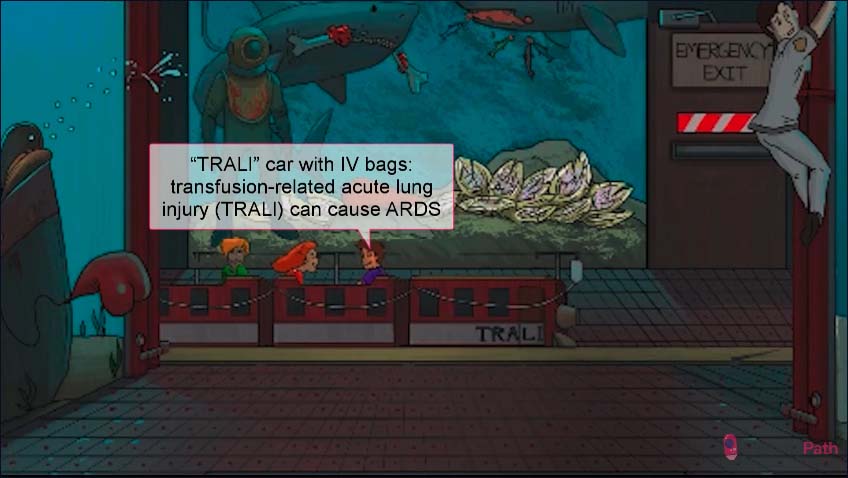 EMERGENCY
EXIT
“TRALI” car with IV bags:
transfusion-related acute lung
injury (TRALI) can cause ARDS
TRALI
Path